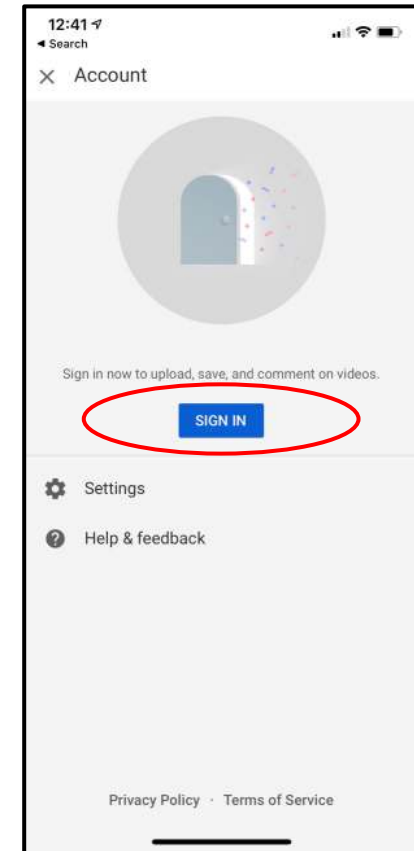 12:41
Search
Account
Sign in now to upload, save, and comment on videos.
SIGN IN
Settings
Help & feedback
Privacy Policy · Terms of Service